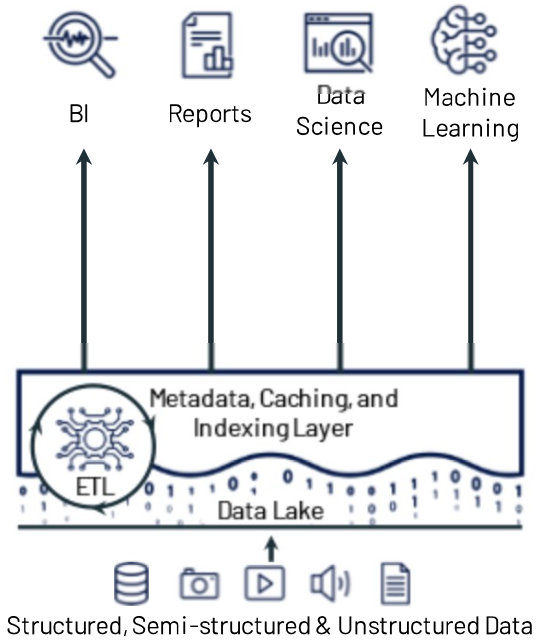 BI
Reports
Data
Science
Machine
Learning
Metadata, Caching, and
Indexing Layer
ETL
Data Lake
Structured, Semi-structured & Unstructured Data